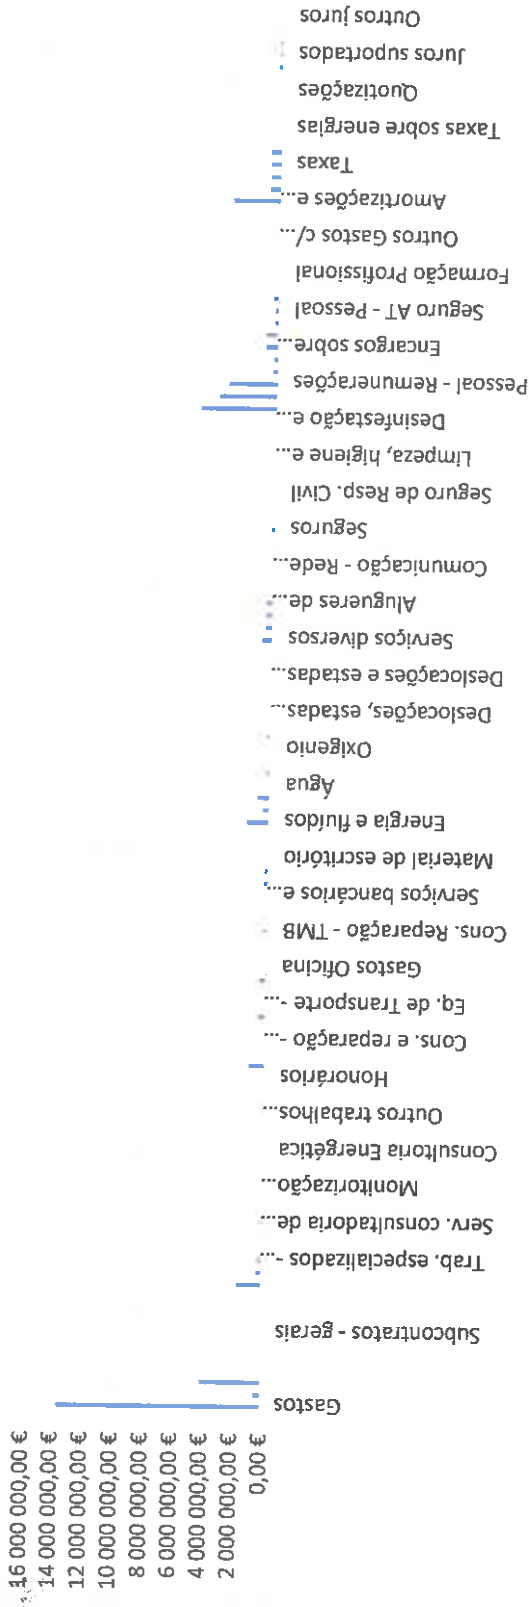 16 000 000,00 €
14 000 000,00 €
12 000 000,00 €
10 000 000,00 €
8 000 000,00 €
6 000 000,00 €
4 000 000,00 €
2 000 000,00 €
0,00 €
Gastos
Subcontratos - gerais
Trab. especializados -...
Serv. consultadoria de...
Monitorização...
Consultoria Energética
Outros trabalhos...
Honorários
Cons. e reparação -...
Eq. de Transporte -...
Gastos Oficina
Cons. Reparação - TMB
Serviços bancários e...
Material de escritório
Energia e fluídos
Água
Oxigenio
Deslocações, estadas...
Deslocações e estadas...
Serviços diversos
Alugueres de...
Comunicação - Rede...
Seguros
Seguro de Resp. Civil
Limpeza, higiene e...
Desinfestação e...
Pessoal - Remunerações
Encargos sobre...
Seguro AT - Pessoal
Formação Profissional
Outros Gastos c/...
Amortizações e...
Taxas
Taxas sobre energias
Quotizações
Juros suportados
Outros juros